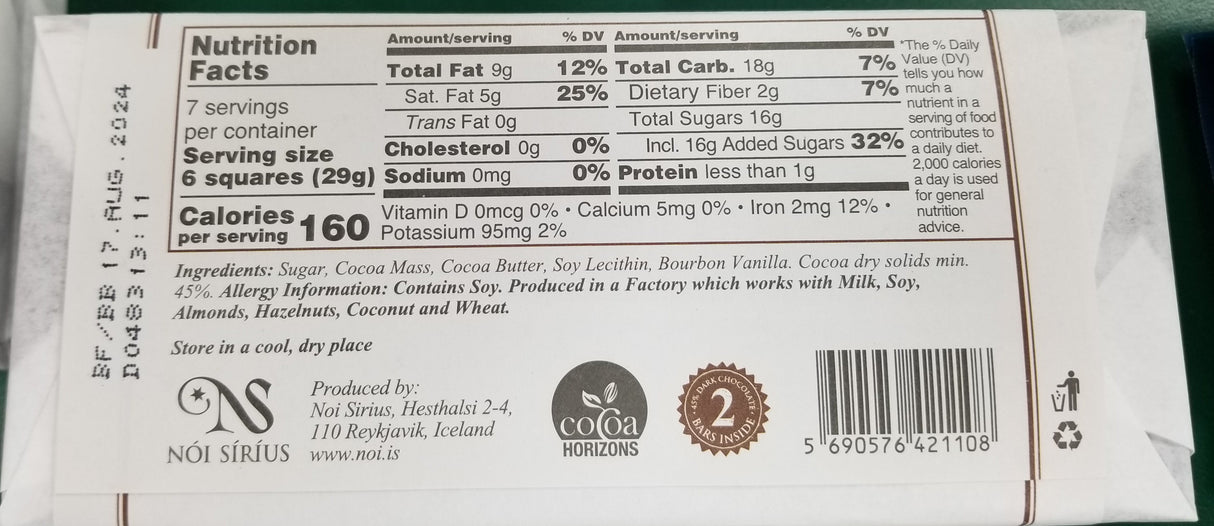 BF/BB 17.AUG.2024
D0483 13:11
Nutrition
Facts
7 servings
per container
Serving size
6 squares (29g)
Calories
per serving 160
Amount/serving % DV
Total Fat 9g 12%
Sat. Fat 5g 25%
Trans Fat 0g
Cholesterol 0g 0%
Sodium 0mg 0%
Amount/serving % DV
Total Carb. 18g 7%
Dietary Fiber 2g 7%
Total Sugars 16g
Incl. 16g Added Sugars 32%
Protein less than 1g
Vitamin D 0mcg 0% • Calcium 5mg 0% • Iron 2mg 12% •
Potassium 95mg 2%
*The % Daily
Value (DV)
tells you how
much a
nutrient in a
serving of food
contributes to
a daily diet.
2,000 calories
a day is used
for general
nutrition
advice.
Ingredients: Sugar, Cocoa Mass, Cocoa Butter, Soy Lecithin, Bourbon Vanilla. Cocoa dry solids min.
45%. Allergy Information: Contains Soy. Produced in a Factory which works with Milk, Soy,
Almonds, Hazelnuts, Coconut and Wheat.
Store in a cool, dry place
NS
NÓI SÍRÍUS
Produced by:
Noi Sirius, Hesthalsi 2-4,
110 Reykjavik, Iceland
www.noi.is
cocoa
HORIZONS
45% DARK CHOCOLATE
2
BARS INSIDE
5 690576 421108